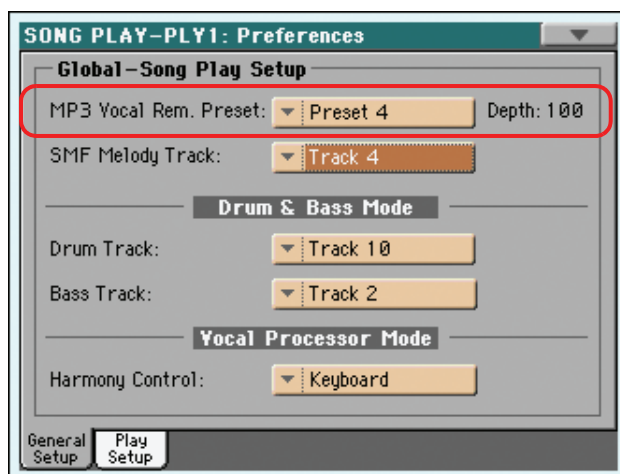 SONG PLAY-PLY1: Preferences
Global-Song Play Setup
MP3 Vocal Rem. Preset: Preset 4 Depth: 100
SMF Melody Track: Track 4
Drum & Bass Mode
Drum Track: Track 10
Bass Track: Track 2
Vocal Processor Mode
Harmony Control: Keyboard
General Setup Play Setup